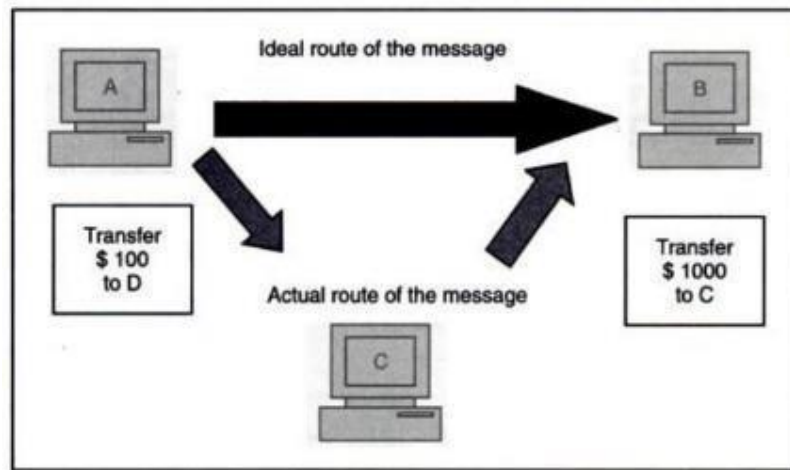 Ideal route of the message
A
B
Transfer
$ 100
to D
Transfer
$ 1000
to C
Actual route of the message
C